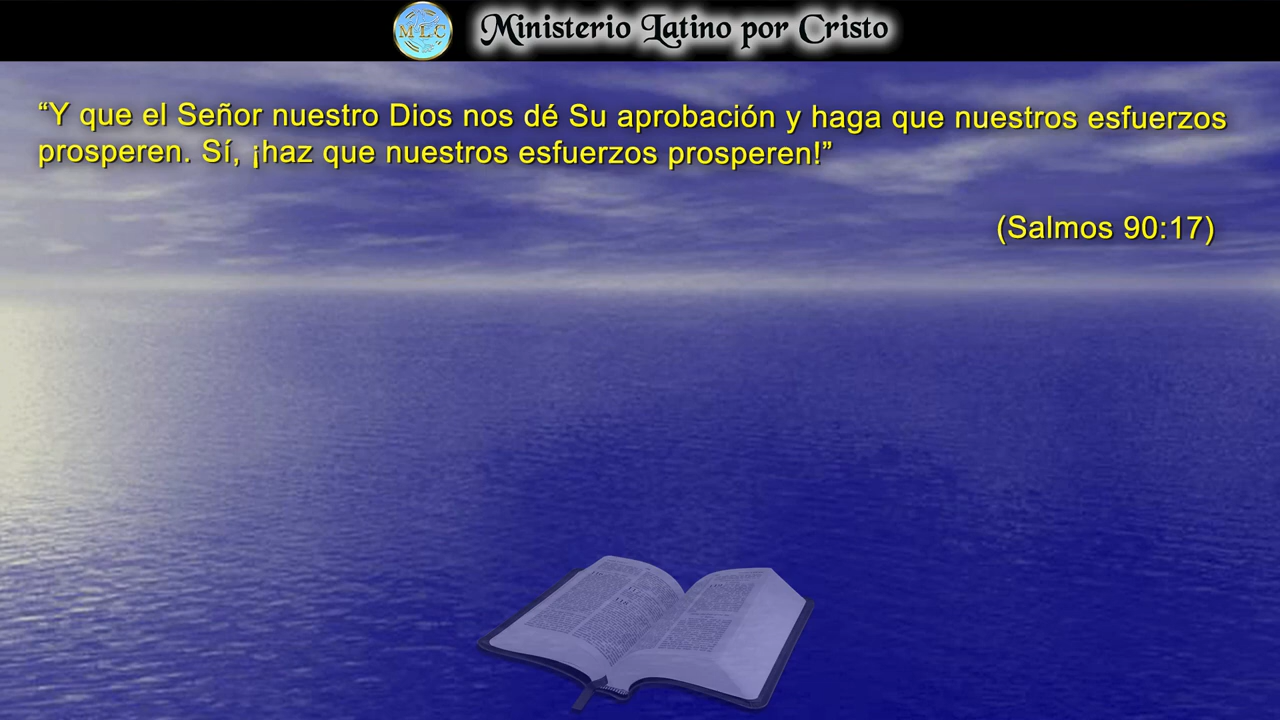 MLC Ministerio Latino por Cristo
“Y que el Señor nuestro Dios nos dé Su aprobación y haga que nuestros esfuerzos
prosperen. Sí, ¡haz que nuestros esfuerzos prosperen!”
(Salmos 90:17)